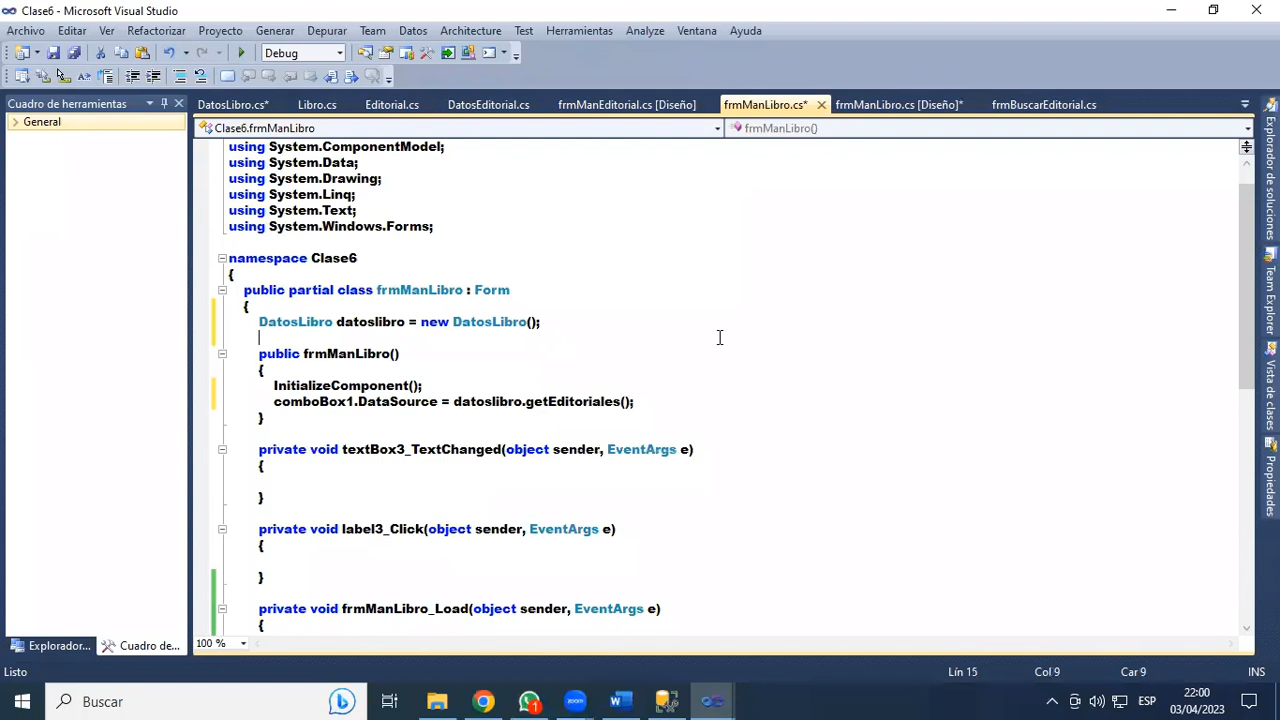 Clase6 - Microsoft Visual Studio
Archivo Editar Ver Refactorizar Proyecto Generar Depurar Team Datos Architecture Test Herramientas Analyze Ventana Ayuda
Debug
Cuadro de herramientas
DatosLibro.cs* Libro.cs Editorial.cs DatosEditorial.cs frmManEditorial.cs [Diseño] frmManLibro.cs* frmManLibro.cs [Diseño]* frmBuscarEditorial.cs
General
Clase6.frmManLibro
frmManLibro()
using System.ComponentModel;
using System.Data;
using System.Drawing;
using System.Linq;
using System.Text;
using System.Windows.Forms;
namespace Clase6
{
public partial class frmManLibro : Form
{
DatosLibro datoslibro = new DatosLibro();
public frmManLibro()
{
InitializeComponent();
comboBox1.DataSource = datoslibro.getEditoriales();
}
private void textBox3_TextChanged(object sender, EventArgs e)
{
}
private void label3_Click(object sender, EventArgs e)
{
}
private void frmManLibro_Load(object sender, EventArgs e)
{
100 %
Explorador de soluciones
Team Explorer
Vista de clases
Propiedades
Explorador... Cuadro de...
Listo
Lín 15 Col 9 Car 9 INS
Buscar
1
zoom
ESP
22:00
03/04/2023